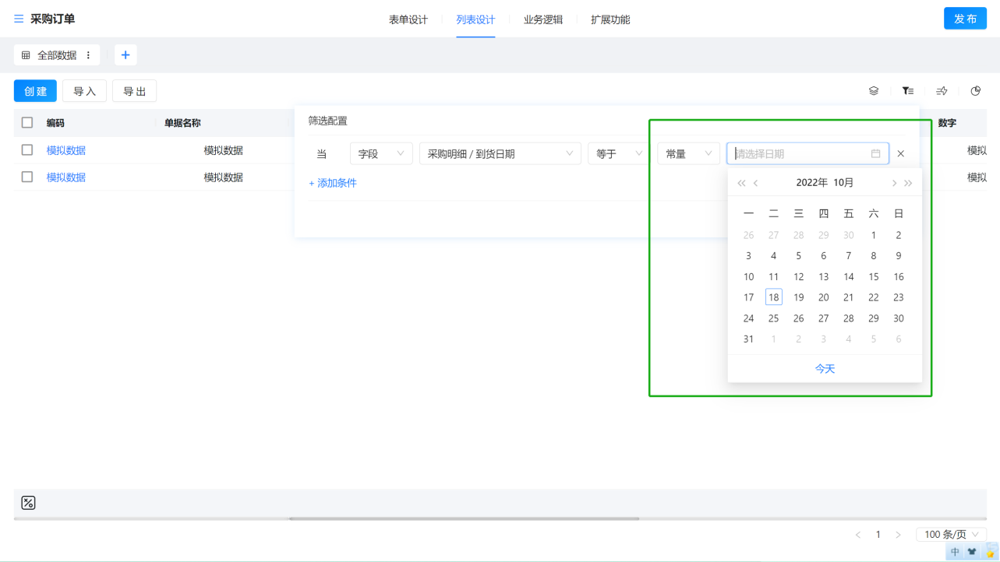 采购订单
表单设计 列表设计 业务逻辑 扩展功能
发 布
全部数据
创 建 导 入 导 出
编码 单据名称 数字
模拟数据 模拟数据 模拟
模拟数据 模拟数据 模拟
筛选配置
当 字段 采购明细 / 到货日期 等于 常量 请选择日期
+ 添加条件
2022年 10月
一 二 三 四 五 六 日
26 27 28 29 30 1 2
3 4 5 6 7 8 9
10 11 12 13 14 15 16
17 18 19 20 21 22 23
24 25 26 27 28 29 30
31 1 2 3 4 5 6
今天
1 100 条/页
中